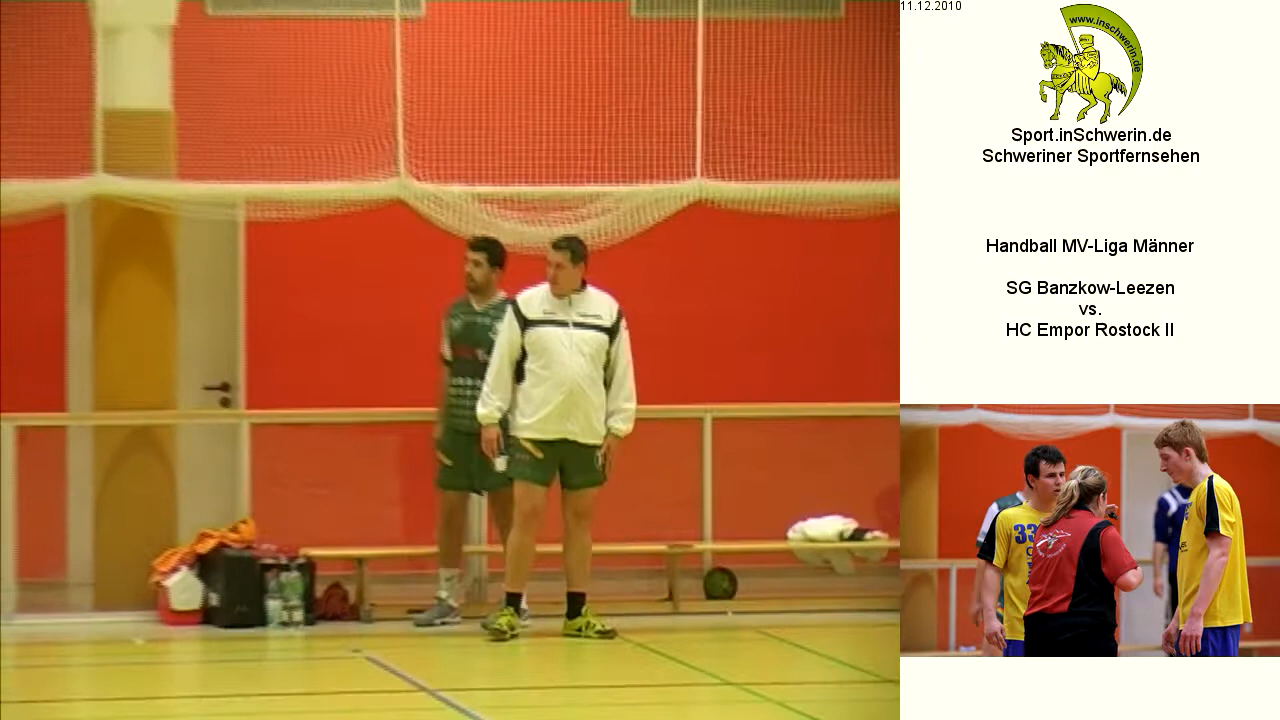 11.12.2010
www.inschwerin.de
Sport.inSchwerin.de
Schweriner Sportfernsehen
Handball MV-Liga Männer
SG Banzkow-Leezen
vs.
HC Empor Rostock II
33